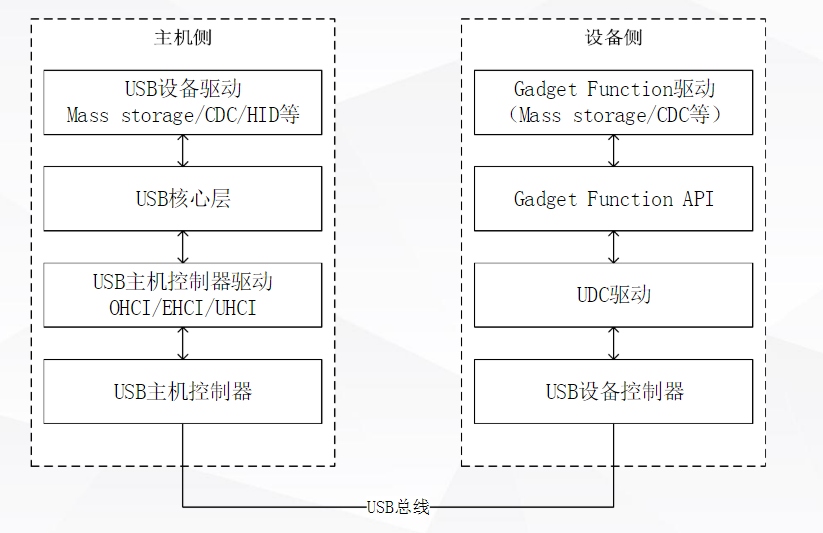 主机侧
USB设备驱动
Mass storage/CDC/HID等
USB核心层
USB主机控制器驱动
OHCI/EHCI/UHCI
USB主机控制器
设备侧
Gadget Function驱动
（Mass storage/CDC等）
Gadget Function API
UDC驱动
USB设备控制器
USB总线